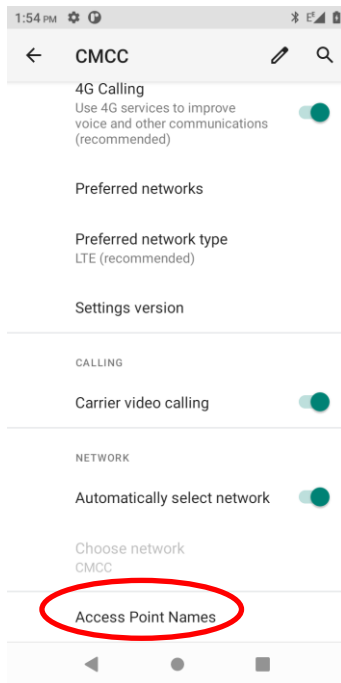 1:54 PM
CMCC
4G Calling
Use 4G services to improve
voice and other communications
(recommended)
Preferred networks
Preferred network type
LTE (recommended)
Settings version
CALLING
Carrier video calling
NETWORK
Automatically select network
Choose network
CMCC
Access Point Names